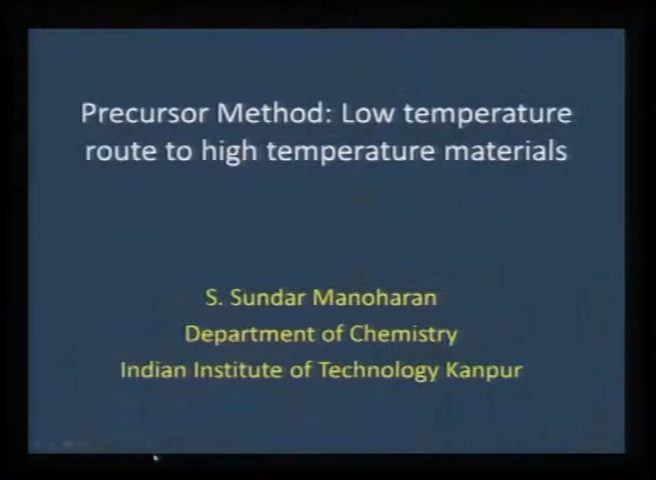 Precursor Method: Low temperature
route to high temperature materials
S. Sundar Manoharan
Department of Chemistry
Indian Institute of Technology Kanpur